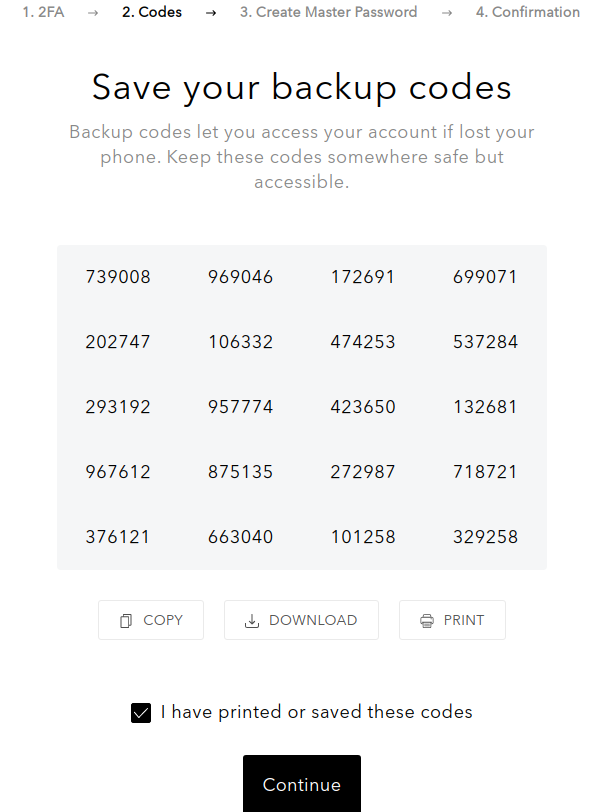 1. 2FA → 2. Codes → 3. Create Master Password → 4. Confirmation
Save your backup codes
Backup codes let you access your account if lost your
phone. Keep these codes somewhere safe but
accessible.
739008 969046 172691 699071
202747 106332 474253 537284
293192 957774 423650 132681
967612 875135 272987 718721
376121 663040 101258 329258
COPY DOWNLOAD PRINT
I have printed or saved these codes
Continue